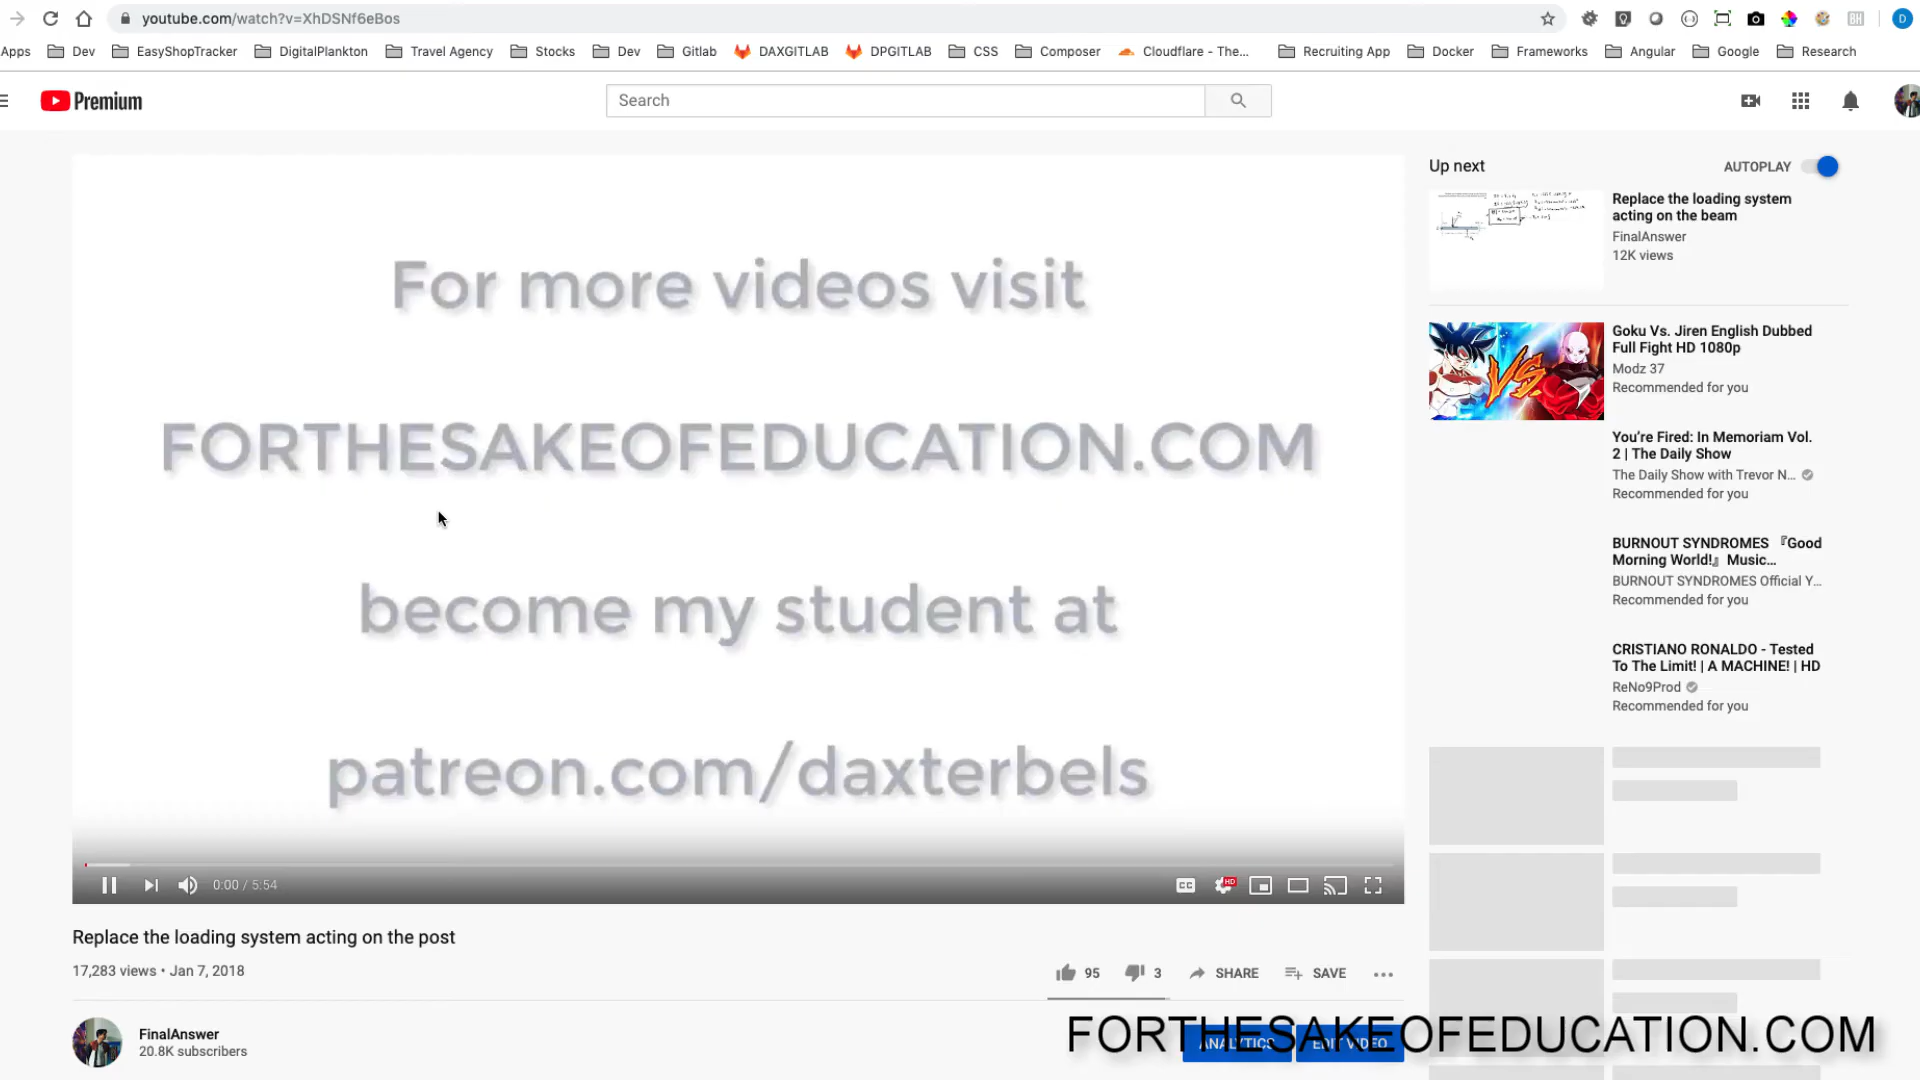 youtube.com/watch?v=XhDSNf6eBos
Apps Dev EasyShopTracker DigitalPlankton Travel Agency Stocks Dev Gitlab DAXGITLAB DPGITLAB CSS Composer Cloudflare - The... Recruiting App Docker Frameworks Angular Google Research
Premium
Search
For more videos visit
FORTHESAKEOFEDUCATION.COM
become my student at
patreon.com/daxterbels
0:00 / 5:54
CC
HD
Replace the loading system acting on the post
17,283 views • Jan 7, 2018
95 3 SHARE SAVE
FinalAnswer
20.8K subscribers
ANALYTICS EDIT VIDEO
Up next AUTOPLAY
Replace the loading system
acting on the beam
FinalAnswer
12K views
VS.
Goku Vs. Jiren English Dubbed
Full Fight HD 1080p
Modz 37
Recommended for you
You're Fired: In Memoriam Vol.
2 | The Daily Show
The Daily Show with Trevor N...
Recommended for you
BURNOUT SYNDROMES 『Good
Morning World!』 Music...
BURNOUT SYNDROMES Official Y...
Recommended for you
CRISTIANO RONALDO - Tested
To The Limit! | A MACHINE! | HD
ReNo9Prod
Recommended for you
FORTHESAKEOFEDUCATION.COM